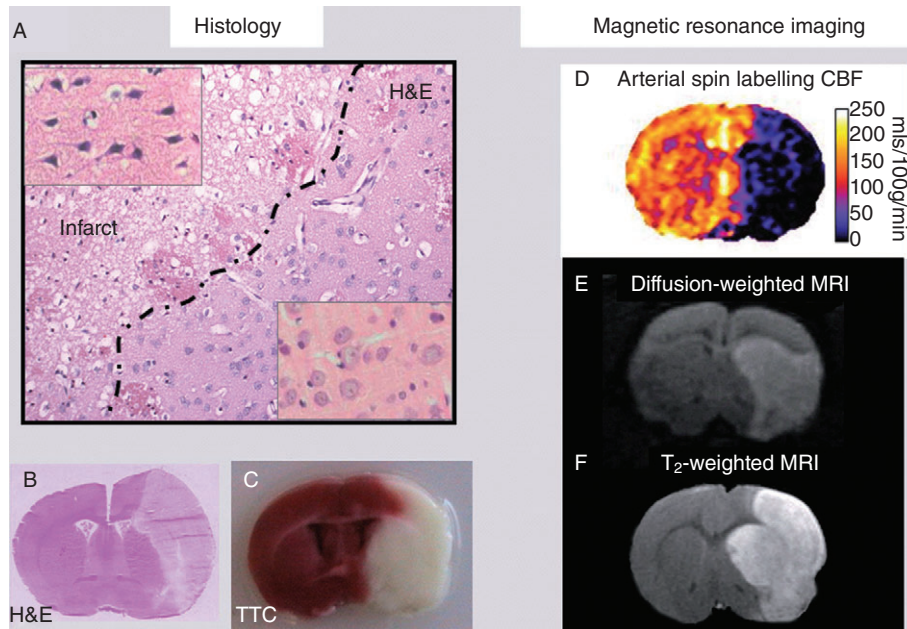 A
Histology
H&E
Infarct
B
H&E
C
TTC
Magnetic resonance imaging
D Arterial spin labelling CBF
250
200
150
100
50
0
mls/100g/min
E Diffusion-weighted MRI
F T₂-weighted MRI